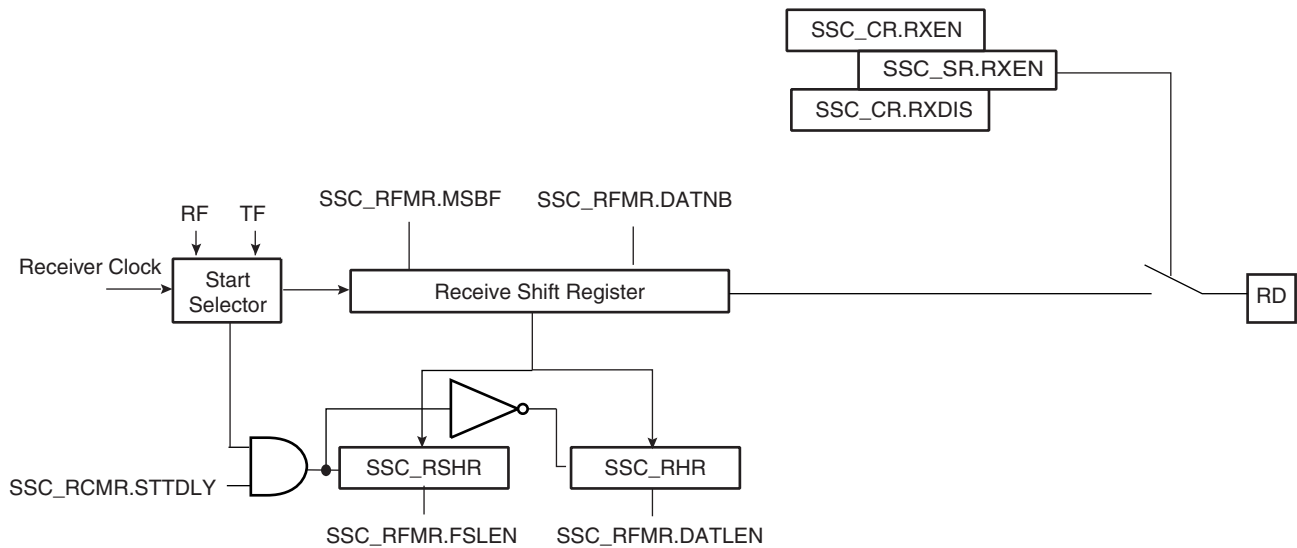 SSC_CR.RXEN
SSC_SR.RXEN
SSC_CR.RXDIS
SSC_RFMR.MSBF
SSC_RFMR.DATNB
RF
TF
Receiver Clock
Start
Selector
Receive Shift Register
RD
SSC_RSHR
SSC_RHR
SSC_RCMR.STTDLY
SSC_RFMR.FSLEN
SSC_RFMR.DATLEN